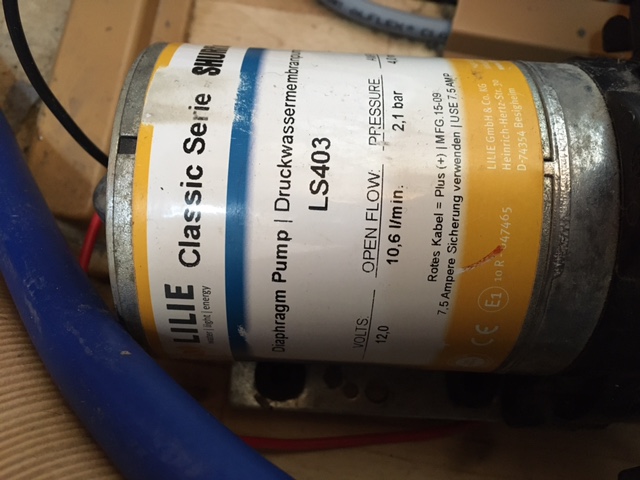 LILIE Classic Serie
water | light | energy
Diaphragm Pump | Druckwassermembranpumpe
LS403
VOLTS. OPEN FLOW: PRESSURE
12,0 10,6 l/min. 2,1 bar
Rotes Kabel = Plus (+) | MFG.15-09
7.5 Ampere Sicherung verwenden | USE 7.5 AMP
LILIE GmbH & Co. KG
Heinrich-Hertz-Str.
D-74354 Besigheim
CE E1 10 R 047465